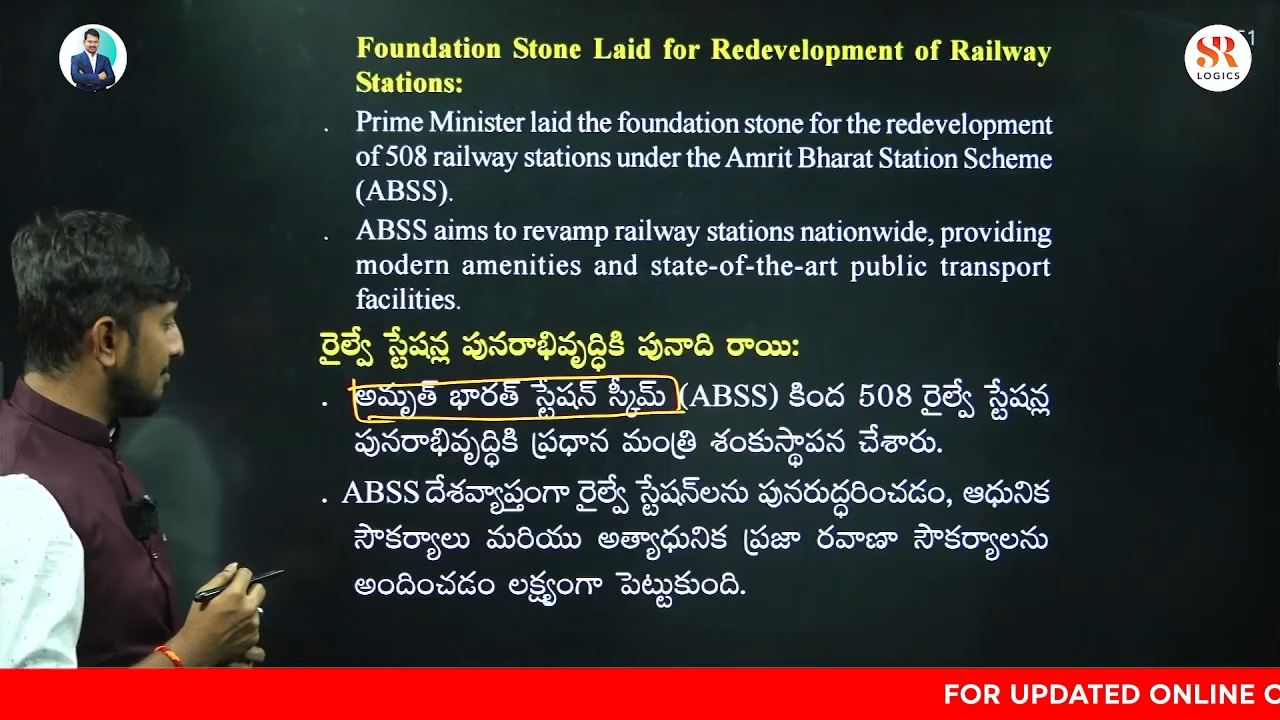 Foundation Stone Laid for Redevelopment of Railway
Stations:
. Prime Minister laid the foundation stone for the redevelopment
of 508 railway stations under the Amrit Bharat Station Scheme
(ABSS).
. ABSS aims to revamp railway stations nationwide, providing
modern amenities and state-of-the-art public transport
facilities.
రైల్వే స్టేషన్ల పునరాభివృద్ధికి పునాది రాయి:
. అమృత్ భారత్ స్టేషన్ స్కీమ్ (ABSS) కింద 508 రైల్వే స్టేషన్ల
పునరాభివృద్ధికి ప్రధాన మంత్రి శంకుస్థాపన చేశారు.
. ABSS దేశవ్యాప్తంగా రైల్వే స్టేషన్‌లను పునరుద్ధరించడం, ఆధునిక
సౌకర్యాలు మరియు అత్యాధునిక ప్రజా రవాణా సౌకర్యాలను
అందించడం లక్ష్యంగా పెట్టుకుంది.
SR
LOGICS
FOR UPDATED ONLINE